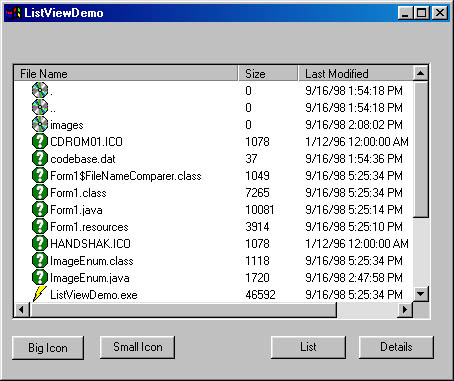 ListViewDemo
File Name Size Last Modified
. 0 9/16/98 1:54:18 PM
.. 0 9/16/98 1:54:18 PM
images 0 9/16/98 2:08:02 PM
CDROM01.ICO 1078 1/12/96 12:00:00 AM
codebase.dat 37 9/16/98 1:54:36 PM
Form1$FileNameComparer.class 1049 9/16/98 5:25:34 PM
Form1.class 7265 9/16/98 5:25:34 PM
Form1.java 10081 9/16/98 5:25:14 PM
Form1.resources 3914 9/16/98 5:25:10 PM
HANDSHAK.ICO 1078 1/12/96 12:00:00 AM
ImageEnum.class 1118 9/16/98 5:25:34 PM
ImageEnum.java 1720 9/16/98 2:47:58 PM
ListViewDemo.exe 46592 9/16/98 5:25:34 PM
Big Icon Small Icon List Details